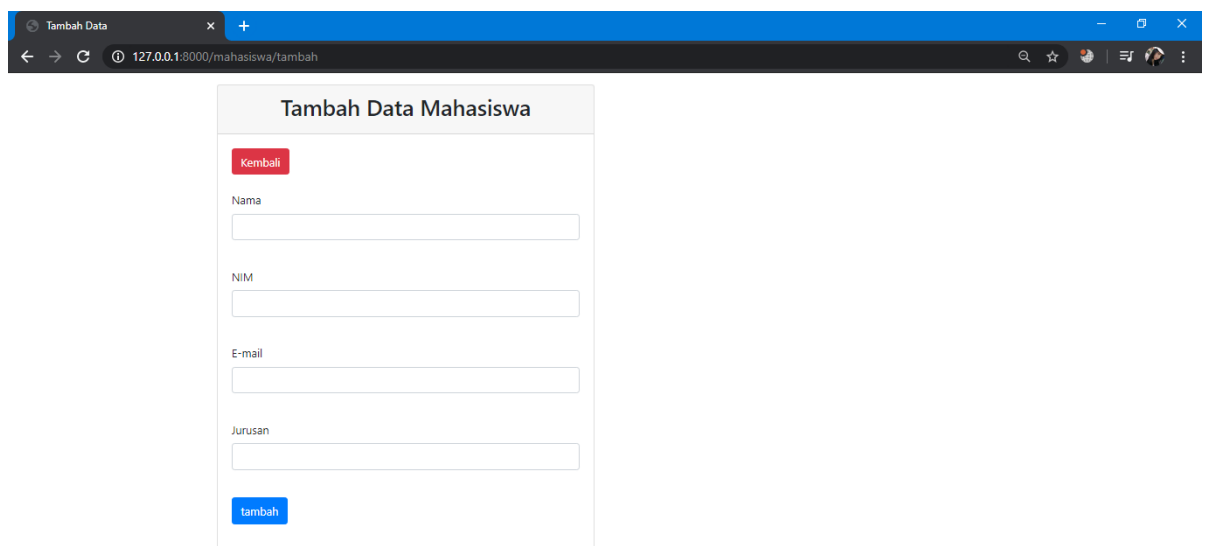 Tambah Data
127.0.0.1:8000/mahasiswa/tambah
Tambah Data Mahasiswa
Kembali
Nama
NIM
E-mail
Jurusan
tambah